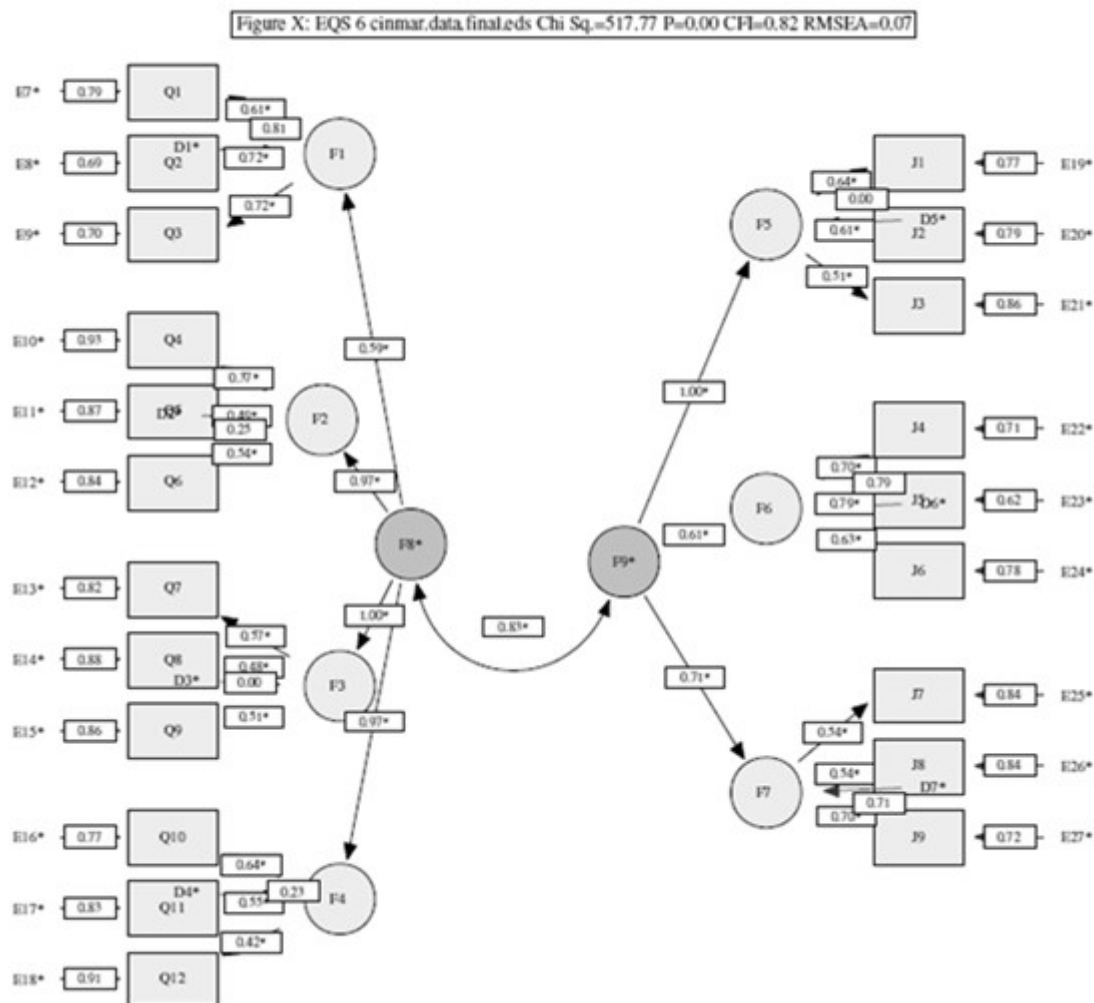 Figure X: EQS 6 cinmar.data.final.eds Chi Sq.=517.77 P=0.00 CFI=0.82 RMSEA=0.07
E7* 0.79 Q1
0.61*
0.81
D1*
E8* 0.69 Q2 0.72* F1
E9* 0.70 Q3 0.72*
E10* 0.93 Q4
0.37*
E11* 0.87 D2* 0.49* F2
0.25
0.54*
E12* 0.84 Q6
0.97*
0.59*
F8*
E13* 0.82 Q7
0.57*
1.00*
E14* 0.88 Q8 0.48*
D3* 0.00 F3
E15* 0.86 Q9 0.51*
0.97*
E16* 0.77 Q10
0.64*
D4* 0.23 F4
E17* 0.83 Q11 0.55*
0.42*
E18* 0.91 Q12
0.83*
J1 0.77 E19*
0.64*
0.00
F5 0.61* D5*
J2 0.79 E20*
0.51*
J3 0.86 E21*
1.00*
J4 0.71 E22*
0.70*
0.79
F6 0.79* J5 D6* 0.62 E23*
0.61* 0.63*
F9*
J6 0.78 E24*
0.71*
J7 0.84 E25*
0.54*
J8 0.84 E26*
0.54*
F7 D7*
0.71
0.70*
J9 0.72 E27*